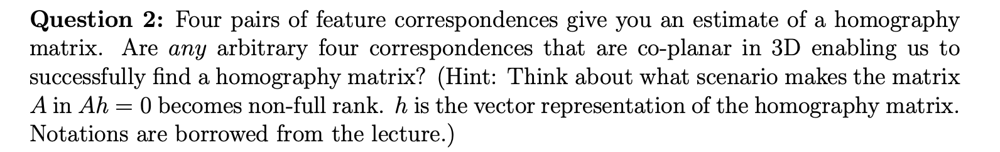 Question 2: Four pairs of feature correspondences give you an estimate of a homography
matrix. Are any arbitrary four correspondences that are co-planar in 3D enabling us to
successfully find a homography matrix? (Hint: Think about what scenario makes the matrix
A in Ah = 0 becomes non-full rank. h is the vector representation of the homography matrix.
Notations are borrowed from the lecture.)